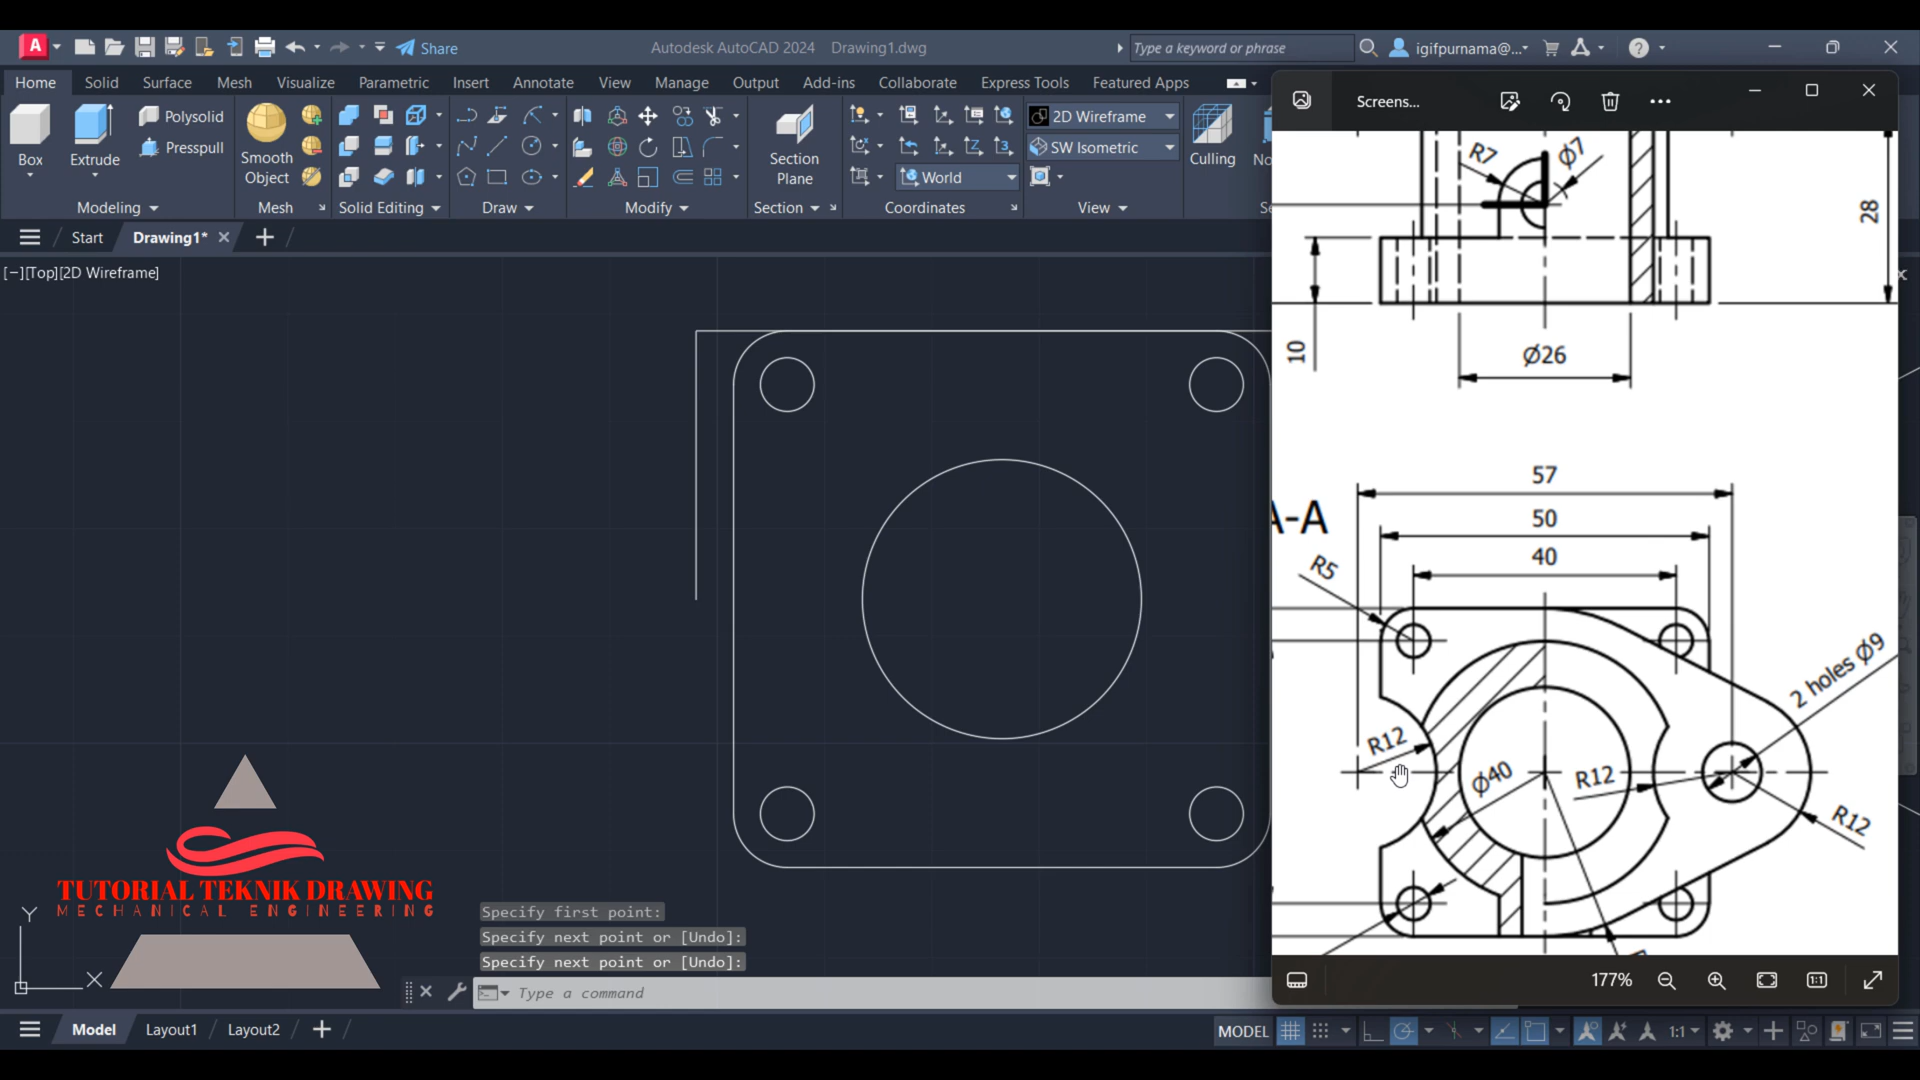 Share
Autodesk AutoCAD 2024 Drawing1.dwg
Type a keyword or phrase
igifpurnama@...
Home Solid Surface Mesh Visualize Parametric Insert Annotate View Manage Output Add-ins Collaborate Express Tools Featured Apps
Box
Extrude
Polysolid
Presspull
Smooth
Object
Section
Plane
2D Wireframe
SW Isometric
World
Culling
No
Modeling
Mesh
Solid Editing
Draw
Modify
Section
Coordinates
View
Se
Start
Drawing1*
[−][Top][2D Wireframe]
Screens...
R7
Ø7
28
10
Ø26
57
A-A
50
40
R5
2 holes Ø9
R12
Ø40
R12
R12
177%
1:1
TUTORIAL TEKNIK DRAWING
MECHANICAL ENGINEERING
Y
X
Specify first point:
Specify next point or [Undo]:
Specify next point or [Undo]:
Type a command
Model Layout1 Layout2
MODEL
1:1